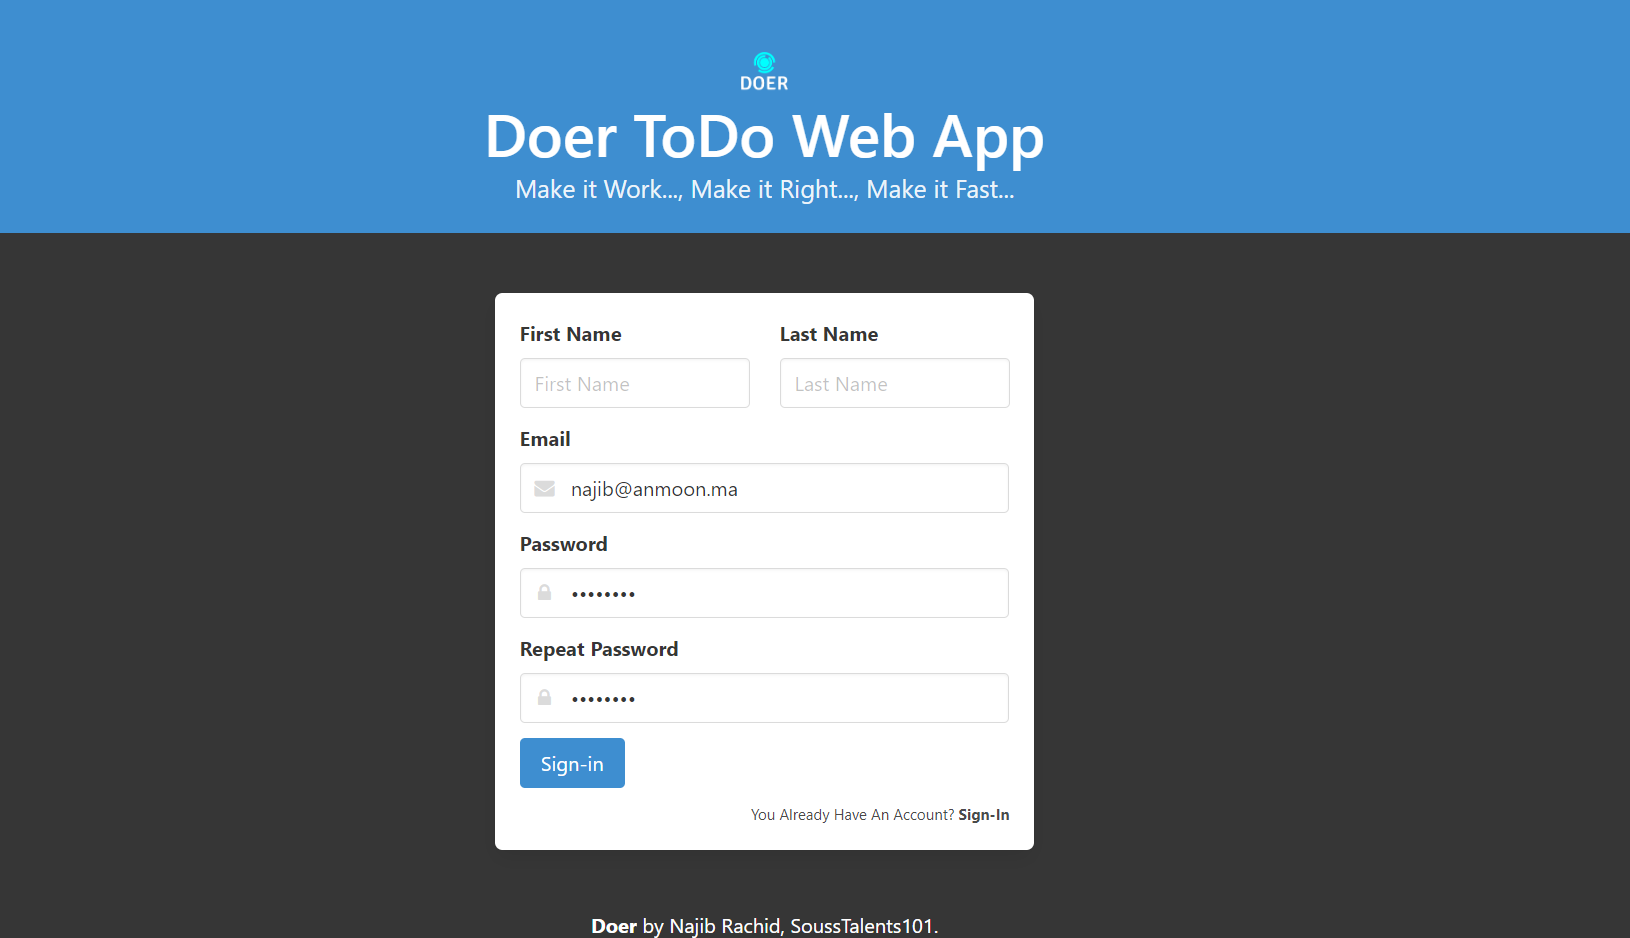 DOER
Doer ToDo Web App
Make it Work..., Make it Right..., Make it Fast...
First Name Last Name
First Name Last Name
Email
najib@anmoon.ma
Password
••••••••
Repeat Password
••••••••
Sign-in
You Already Have An Account? Sign-In
Doer by Najib Rachid, SoussTalents101.